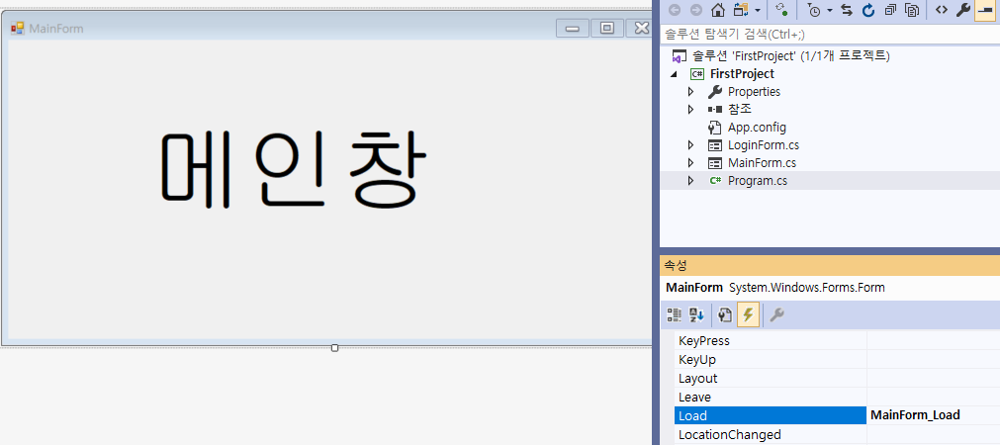 MainForm
메인창
솔루션 탐색기 검색(Ctrl+;)
솔루션 'FirstProject' (1/1개 프로젝트)
C# FirstProject
Properties
참조
App.config
LoginForm.cs
MainForm.cs
C# Program.cs
속성
MainForm System.Windows.Forms.Form
KeyPress
KeyUp
Layout
Leave
Load MainForm_Load
LocationChanged